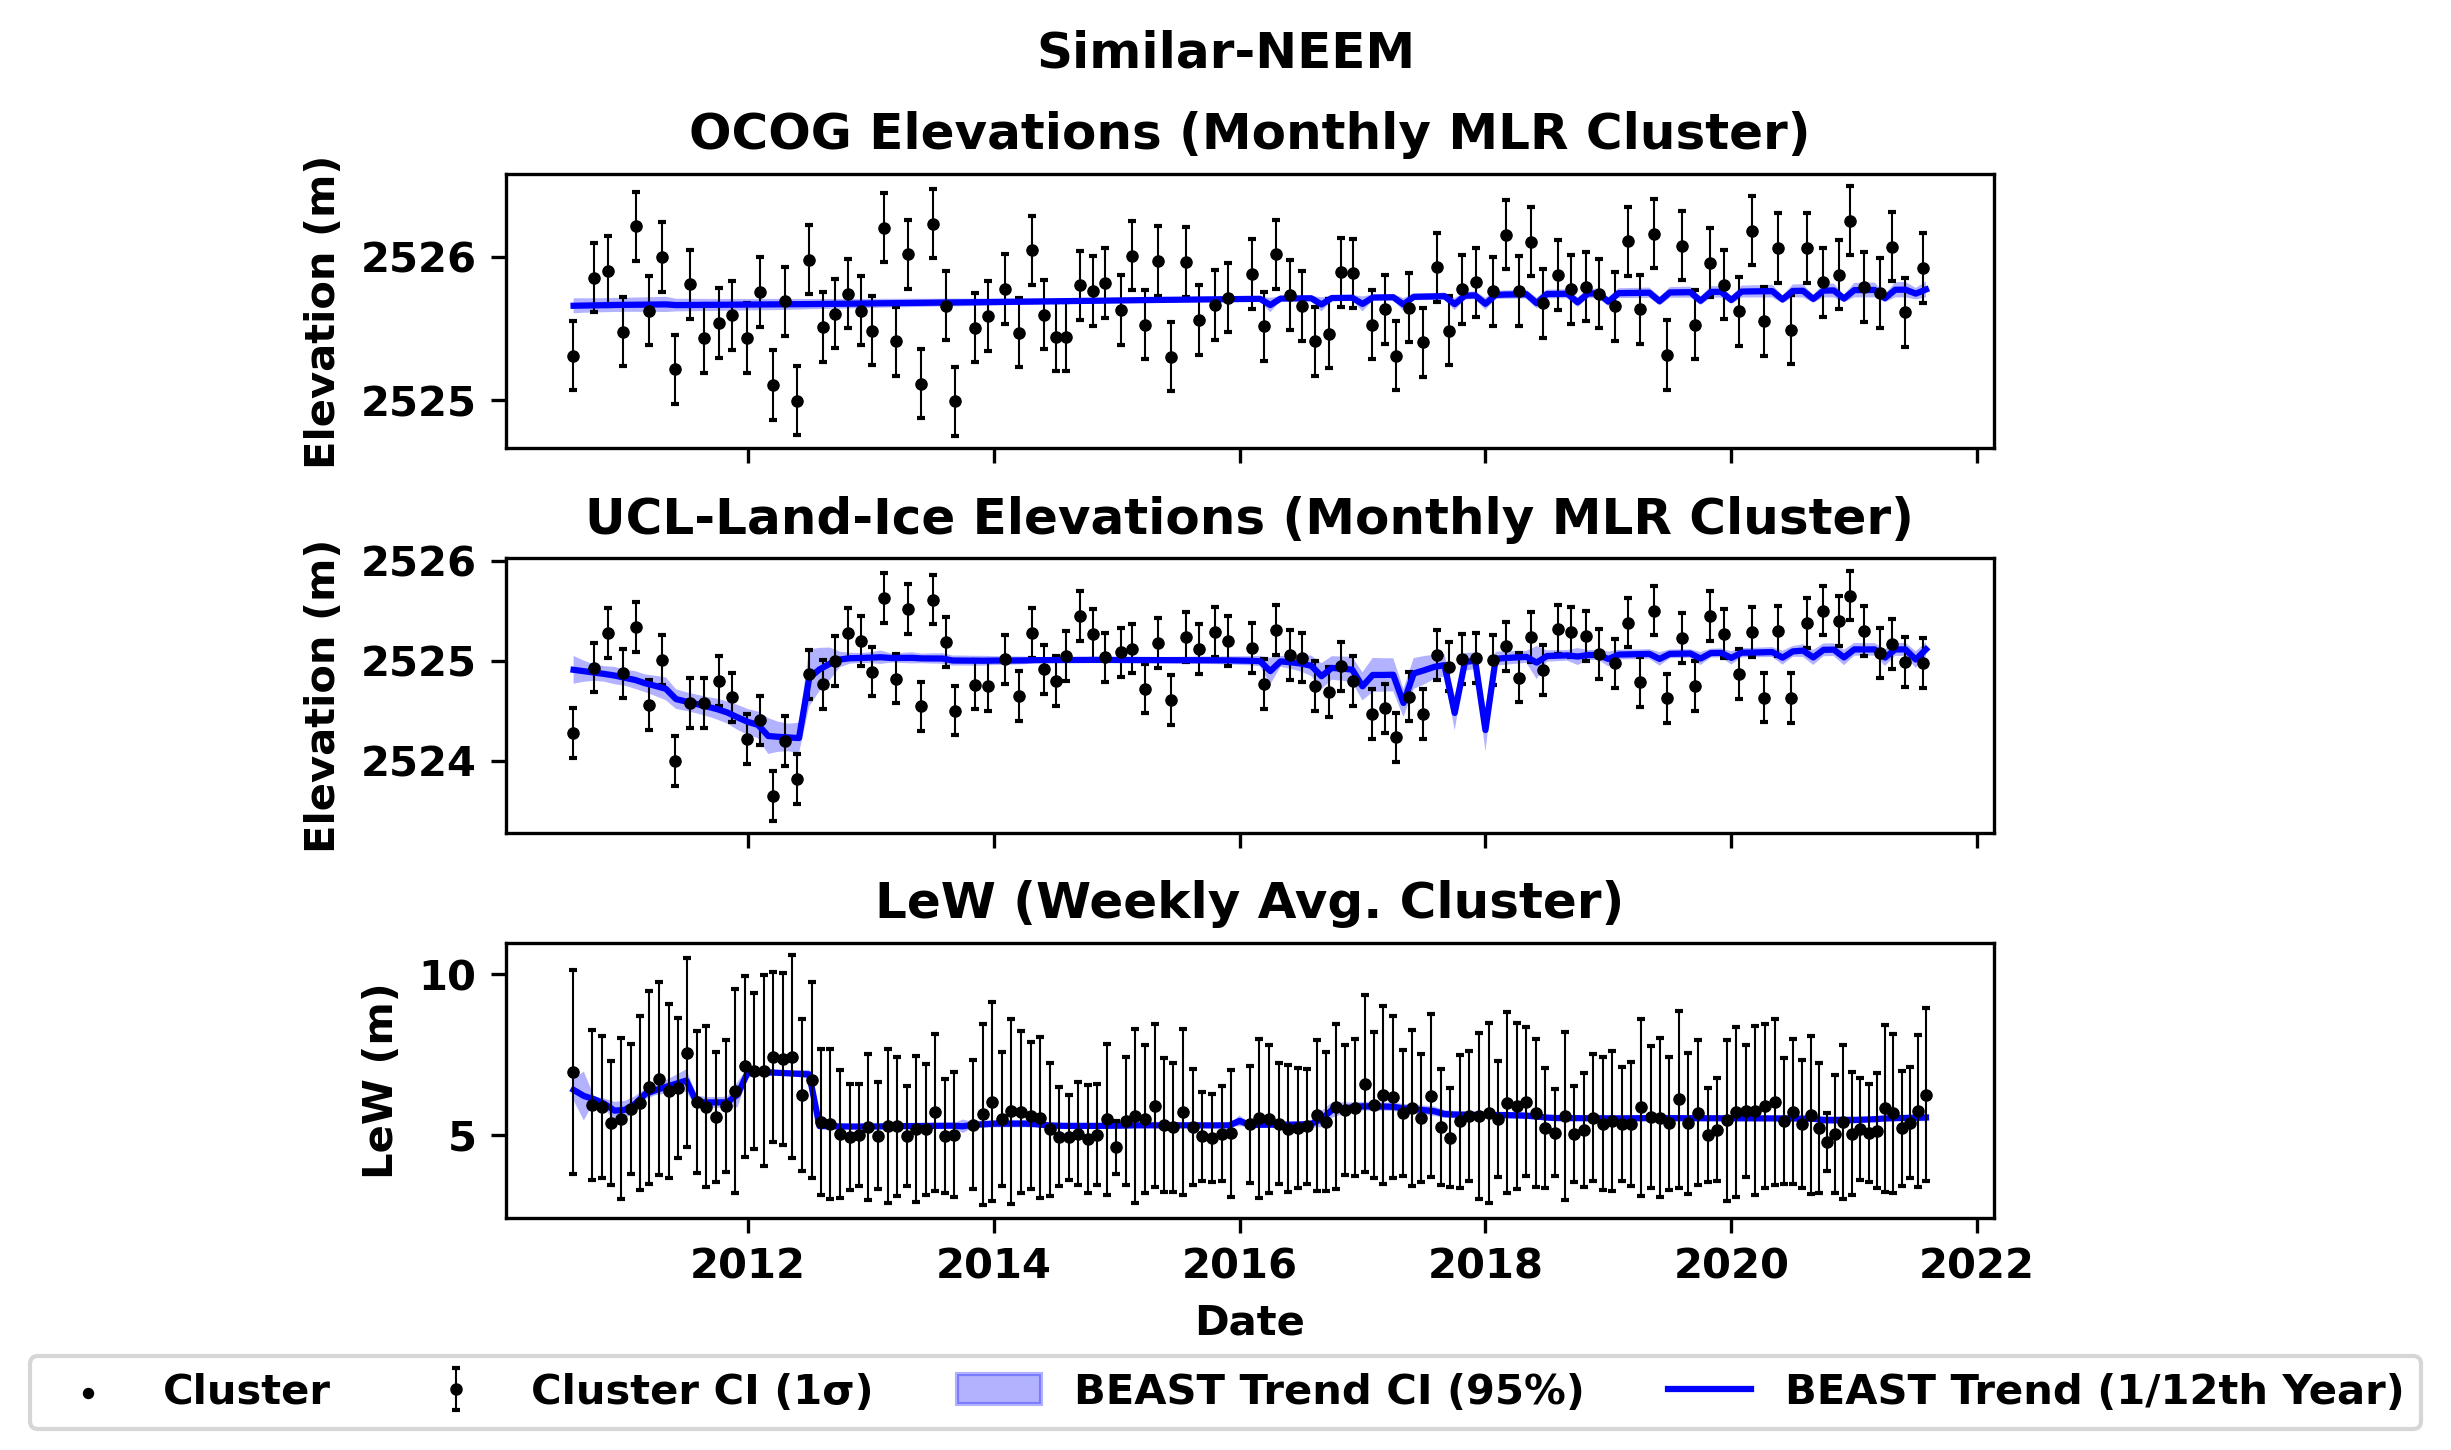 Similar-NEEM
OCOG Elevations (Monthly MLR Cluster)
Elevation (m)
2526
2525
UCL-Land-Ice Elevations (Monthly MLR Cluster)
Elevation (m)
2526
2525
2524
LeW (Weekly Avg. Cluster)
LeW (m)
10
5
2012 2014 2016 2018 2020 2022
Date
Cluster Cluster CI (1σ) BEAST Trend CI (95%) BEAST Trend (1/12th Year)